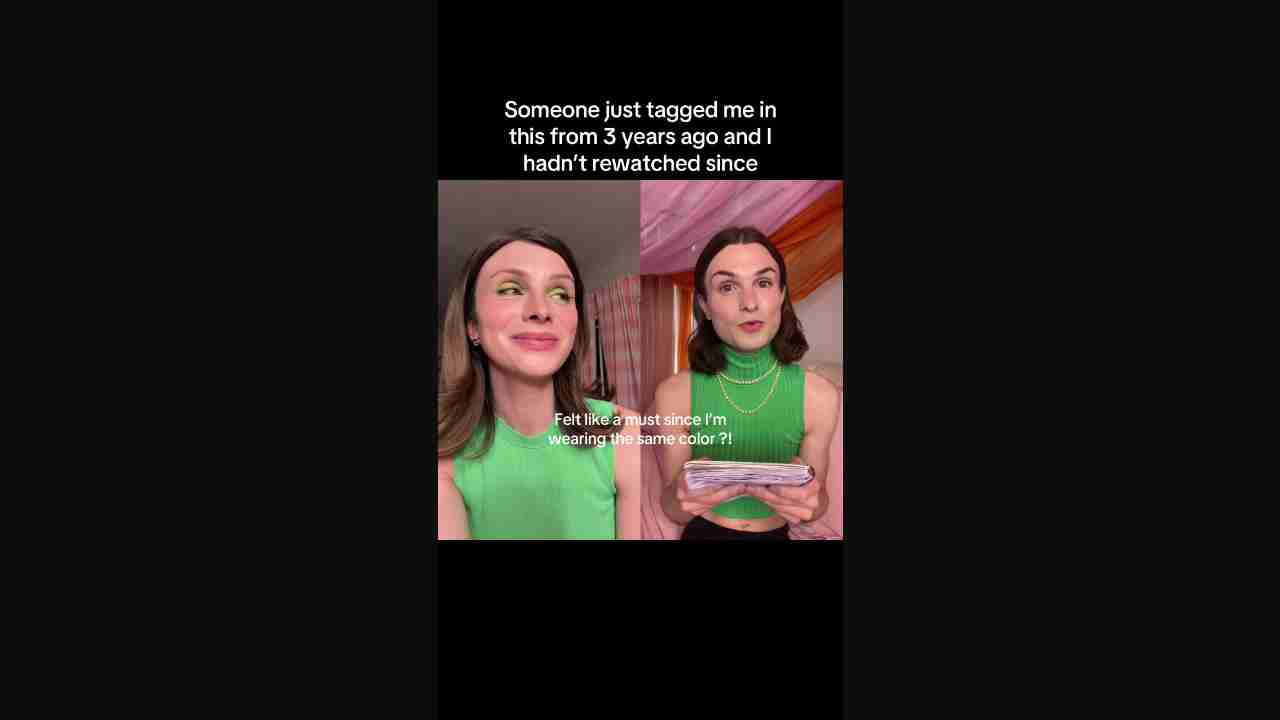 Someone just tagged me in
this from 3 years ago and I
hadn’t rewatched since
Felt like a must since I’m
wearing the same color ?!